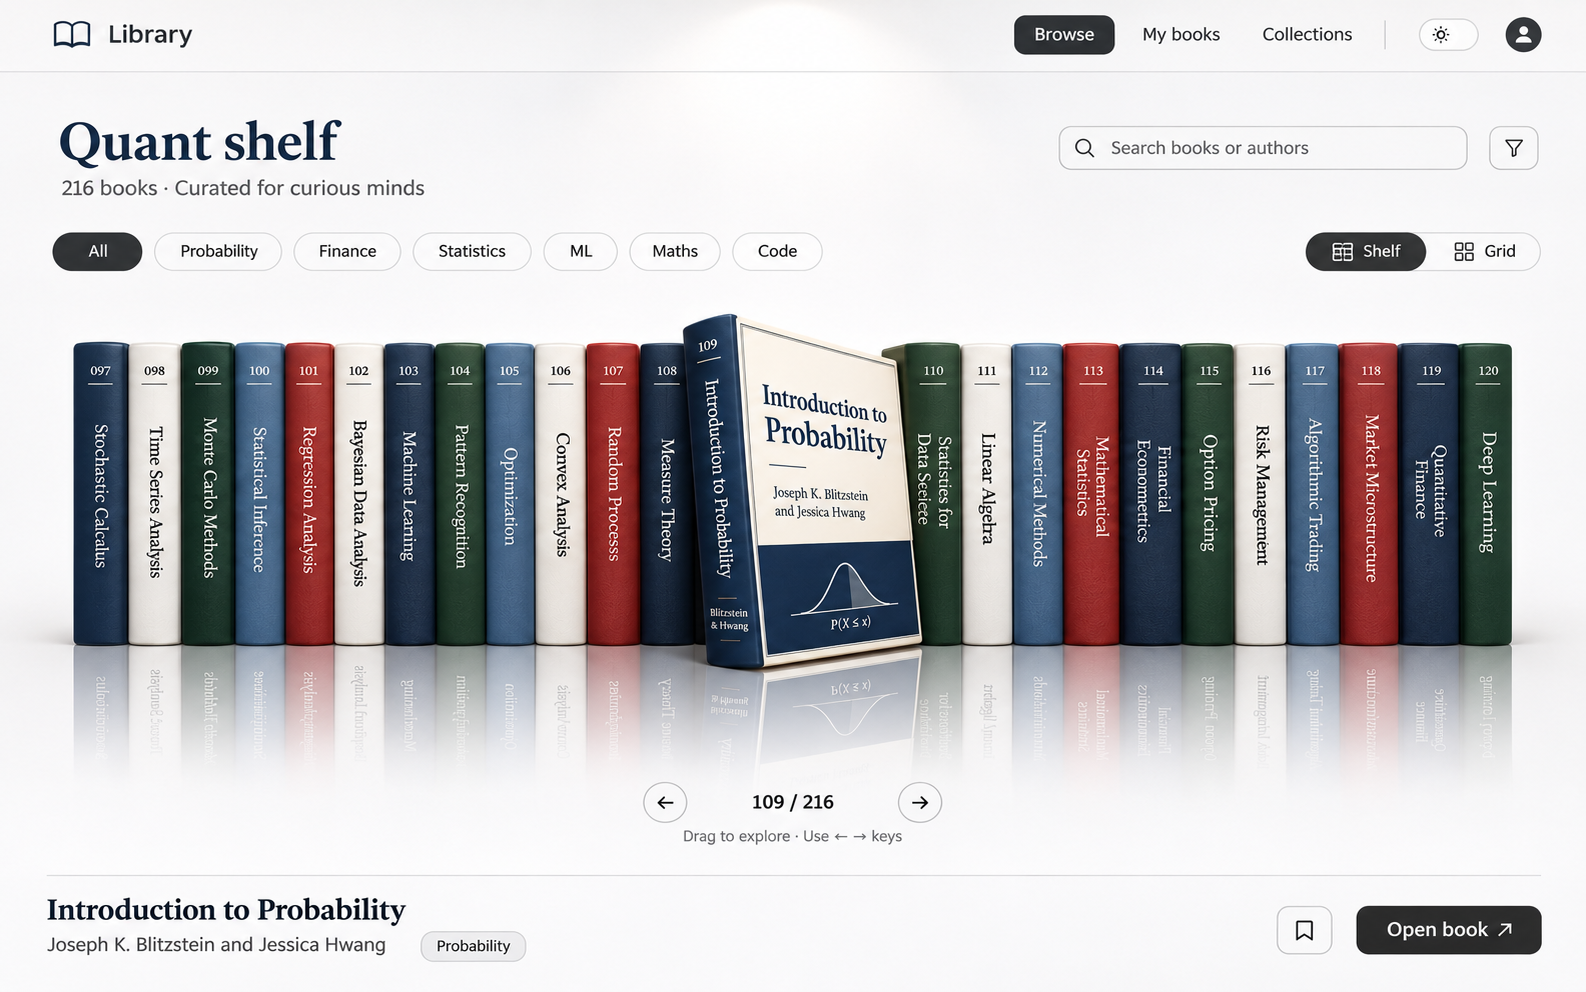 Library
Browse
My books
Collections
Quant shelf
216 books · Curated for curious minds
Search books or authors
All
Probability
Finance
Statistics
ML
Maths
Code
Shelf
Grid
097
Stochastic Calculus
098
Time Series Analysis
099
Monte Carlo Methods
100
Statistical Inference
101
Regression Analysis
102
Bayesian Data Analysis
103
Machine Learning
104
Pattern Recognition
105
Optimization
106
Convex Analysis
107
Random Processs
108
Measure Theory
109
Introduction to Probability
Blitzstein
& Hwang
Introduction to
Probability
Joseph K. Blitzstein
and Jessica Hwang
P(X ≤ x)
110
Statistics for
Data
111
Linear Algebra
112
Numerical Methods
113
Mathematical
Statistics
114
Financial
115
Option Pricing
116
Risk Management
117
Algorithmic Trading
118
Market Microstructure
119
Finance
120
Deep Learning
109 / 216
Drag to explore · Use ← → keys
Introduction to Probability
Joseph K. Blitzstein and Jessica Hwang
Probability
Open book ↗